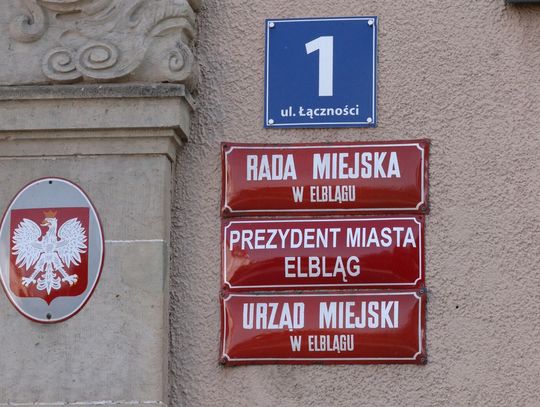 1
ul. Łączności
RADA MIEJSKA
W ELBLĄGU
PREZYDENT MIASTA
ELBLĄG
URZĄD MIEJSKI
W ELBLĄGU